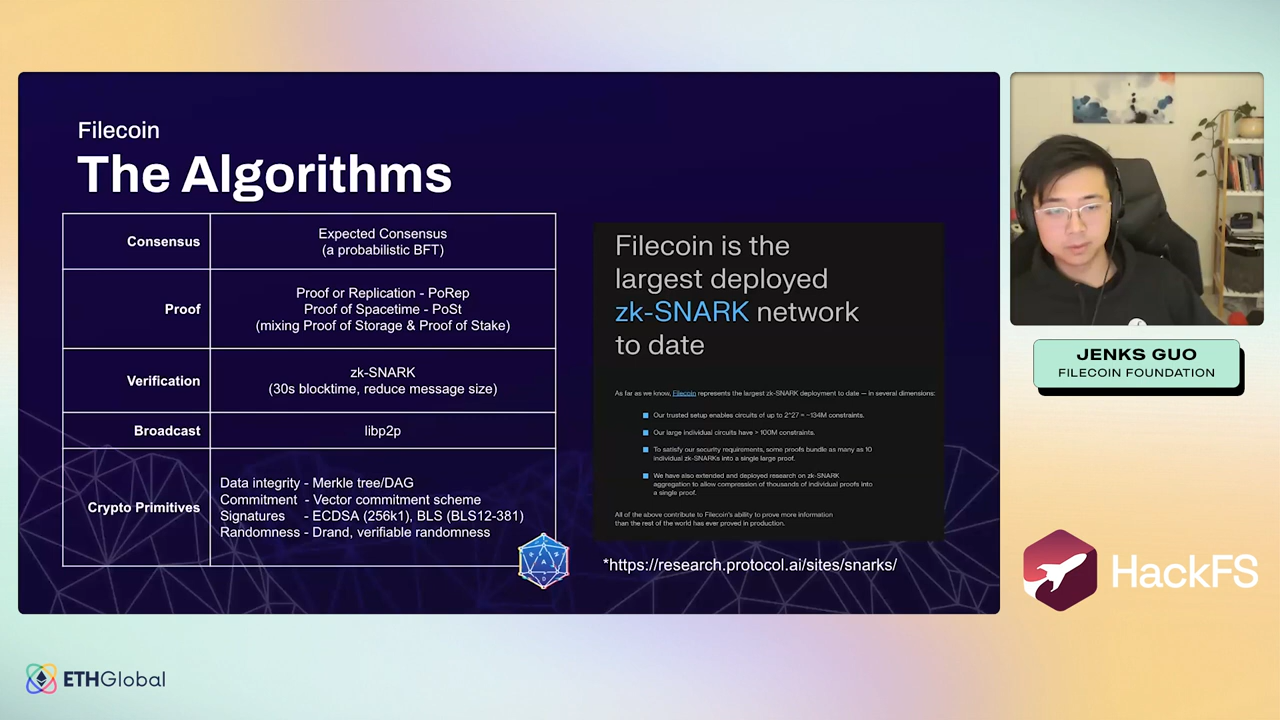 Filecoin
The Algorithms
Consensus
Expected Consensus
(a probabilistic BFT)
Proof
Proof or Replication - PoRep
Proof of Spacetime - PoSt
(mixing Proof of Storage & Proof of Stake)
Verification
zk-SNARK
(30s blocktime, reduce message size)
Broadcast
libp2p
Crypto Primitives
Data integrity - Merkle tree/DAG
Commitment - Vector commitment scheme
Signatures - ECDSA (256k1), BLS (BLS12-381)
Randomness - Drand, verifiable randomness
Filecoin is the
largest deployed
zk-SNARK network
to date
As far as we know, Filecoin represents the largest zk-SNARK deployment to date — in several dimensions:
Our trusted setup enables circuits of up to 2^27 = ~134M constraints.
Our large individual circuits have > 100M constraints.
To satisfy our security requirements, some proofs bundle as many as 10
individual zk-SNARKs into a single large proof.
We have also extended and deployed research on zk-SNARK
aggregation to allow compression of thousands of individual proofs into
a single proof.
All of the above contribute to Filecoin's ability to prove more information
than the rest of the world has ever proved in production.
*https://research.protocol.ai/sites/snarks/
JENKS GUO
FILECOIN FOUNDATION
HackFS
ETHGlobal